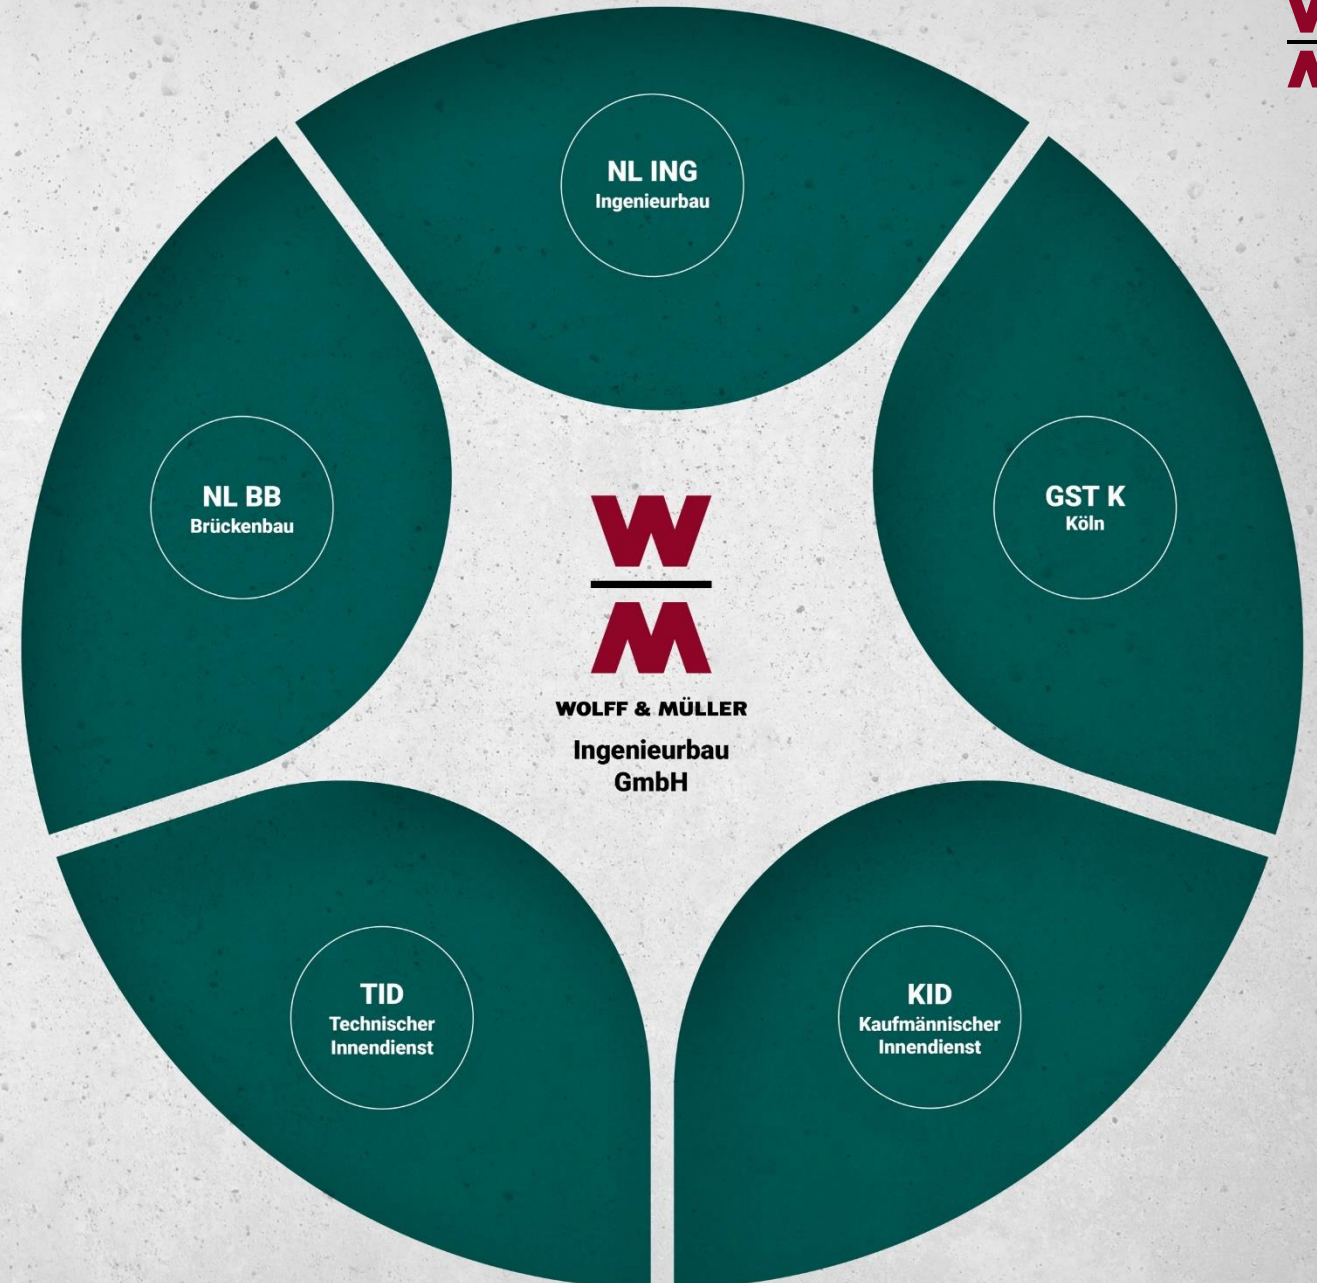 W
M
NL ING
Ingenieurbau
NL BB
Brückenbau
GST K
Köln
W
M
WOLFF & MÜLLER
Ingenieurbau
GmbH
TID
Technischer
Innendienst
KID
Kaufmännischer
Innendienst